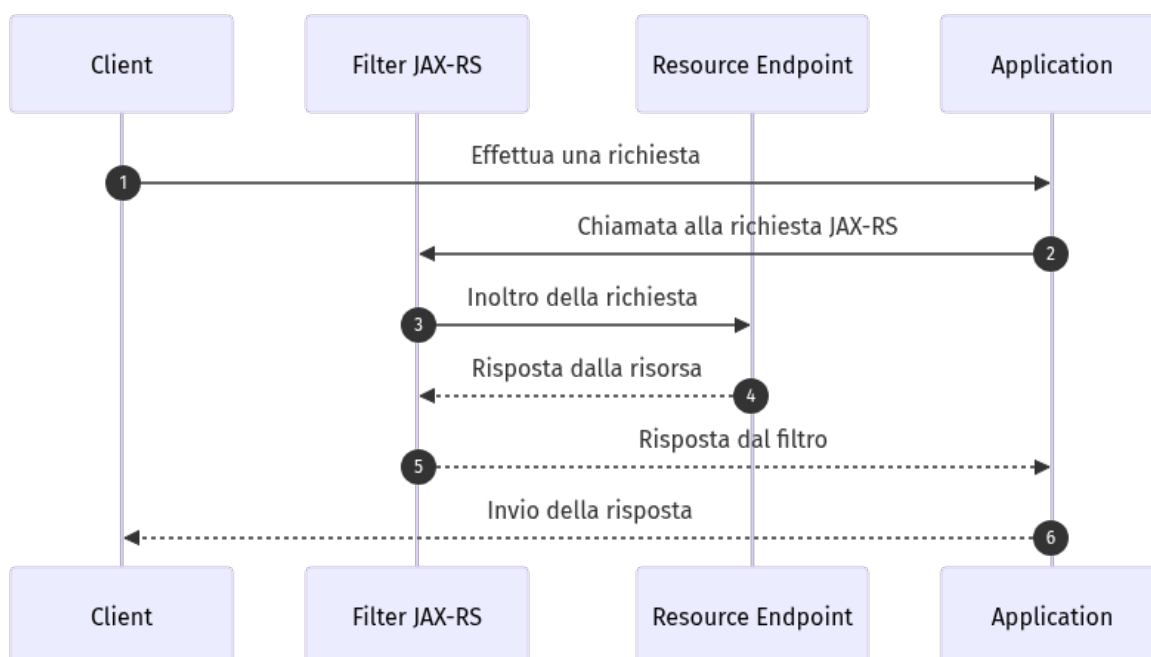 Client
Filter JAX-RS
Resource Endpoint
Application
Effettua una richiesta
1
Chiamata alla richiesta JAX-RS
2
Inoltro della richiesta
3
Risposta dalla risorsa
4
Risposta dal filtro
5
Invio della risposta
6
Client
Filter JAX-RS
Resource Endpoint
Application